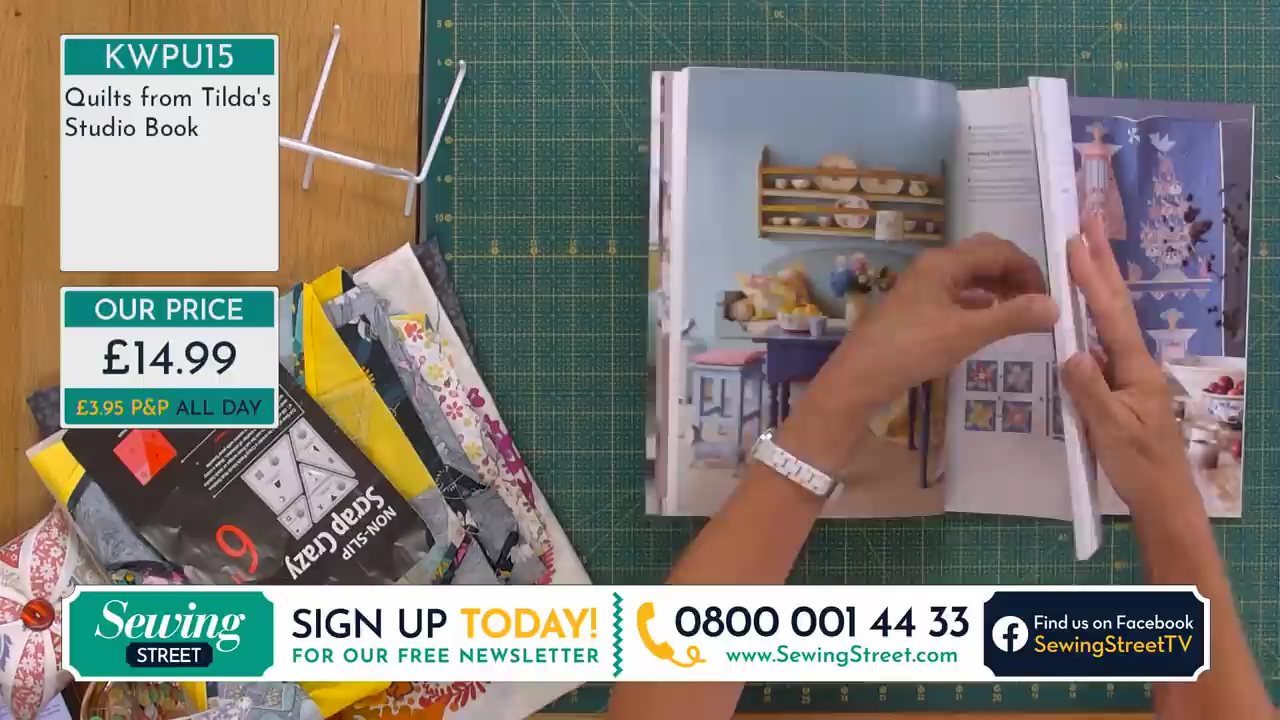 KWPU15
Quilts from Tilda's
Studio Book
OUR PRICE
£14.99
£3.95 P&P ALL DAY
NON-SLIP
Scrap Crazy
6
Sewing
STREET
SIGN UP TODAY!
FOR OUR FREE NEWSLETTER
0800 001 44 33
www.SewingStreet.com
Find us on Facebook
SewingStreetTV